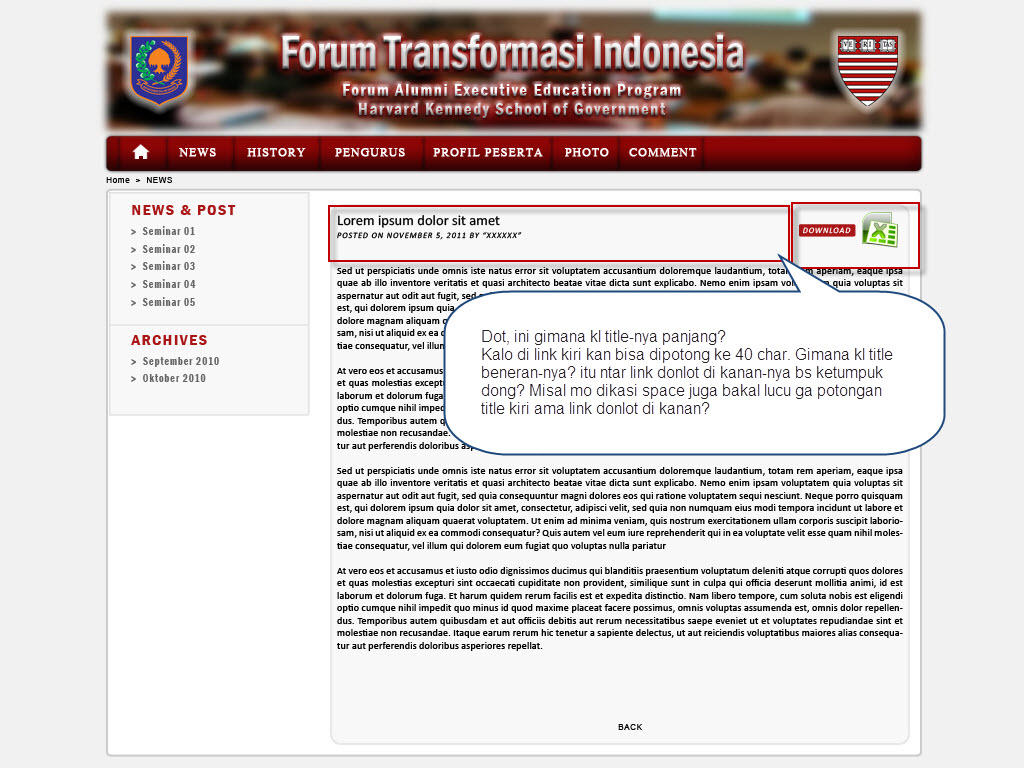 Forum Transformasi Indonesia
Forum Alumni Executive Education Program
Harvard Kennedy School of Government
VE RI TAS
NEWS HISTORY PENGURUS PROFIL PESERTA PHOTO COMMENT
Home > NEWS
NEWS & POST
> Seminar 01
> Seminar 02
> Seminar 03
> Seminar 04
> Seminar 05
ARCHIVES
> September 2010
> Oktober 2010
Lorem ipsum dolor sit amet
POSTED ON NOVEMBER 5, 2011 BY "XXXXXX"
DOWNLOAD
Sed ut perspiciatis unde omnis iste natus error sit voluptatem accusantium doloremque laudantium, totam rem aperiam, eaque ipsa
quae ab illo inventore veritatis et quasi architecto beatae vitae dicta sunt explicabo. Nemo enim ipsam quia voluptas sit
aspernatur aut odit aut fugit, sed
est, qui dolorem ipsum quia
dolore magnam aliquam
sam, nisi ut aliquid ex ea
tiae consequatur, vel illum
At vero eos et accusamus
et quas molestias
laborum et dolorum fuga.
optio cumque nihil
dus. Temporibus autem
molestiae non recusandae.
tur aut perferendis doloribus
Dot, ini gimana kl title-nya panjang?
Kalo di link kiri kan bisa dipotong ke 40 char. Gimana kl title
beneran-nya? itu ntar link donlot di kanan-nya bs ketumpuk
dong? Misal mo dikasi space juga bakal lucu ga potongan
title kiri ama link donlot di kanan?
Sed ut perspiciatis unde omnis iste natus error sit voluptatem accusantium doloremque laudantium, totam rem aperiam, eaque ipsa
quae ab illo inventore veritatis et quasi architecto beatae vitae dicta sunt explicabo. Nemo enim ipsam voluptatem quia voluptas sit
aspernatur aut odit aut fugit, sed quia consequuntur magni dolores eos qui ratione voluptatem sequi nesciunt. Neque porro quisquam
est, qui dolorem ipsum quia dolor sit amet, consectetur, adipisci velit, sed quia non numquam eius modi tempora incidunt ut labore et
dolore magnam aliquam quaerat voluptatem. Ut enim ad minima veniam, quis nostrum exercitationem ullam corporis suscipit laborio-
sam, nisi ut aliquid ex ea commodi consequatur? Quis autem vel eum iure reprehenderit qui in ea voluptate velit esse quam nihil moles-
tiae consequatur, vel illum qui dolorem eum fugiat quo voluptas nulla pariatur
At vero eos et accusamus et iusto odio dignissimos ducimus qui blanditiis praesentium voluptatum deleniti atque corrupti quos dolores
et quas molestias excepturi sint occaecati cupiditate non provident, similique sunt in culpa qui officia deserunt mollitia animi, id est
laborum et dolorum fuga. Et harum quidem rerum facilis est et expedita distinctio. Nam libero tempore, cum soluta nobis est eligendi
optio cumque nihil impedit quo minus id quod maxime placeat facere possimus, omnis voluptas assumenda est, omnis dolor repellen-
dus. Temporibus autem quibusdam et aut officiis debitis aut rerum necessitatibus saepe eveniet ut et voluptates repudiandae sint et
molestiae non recusandae. Itaque earum rerum hic tenetur a sapiente delectus, ut aut reiciendis voluptatibus maiores alias consequa-
tur aut perferendis doloribus asperiores repellat.
BACK